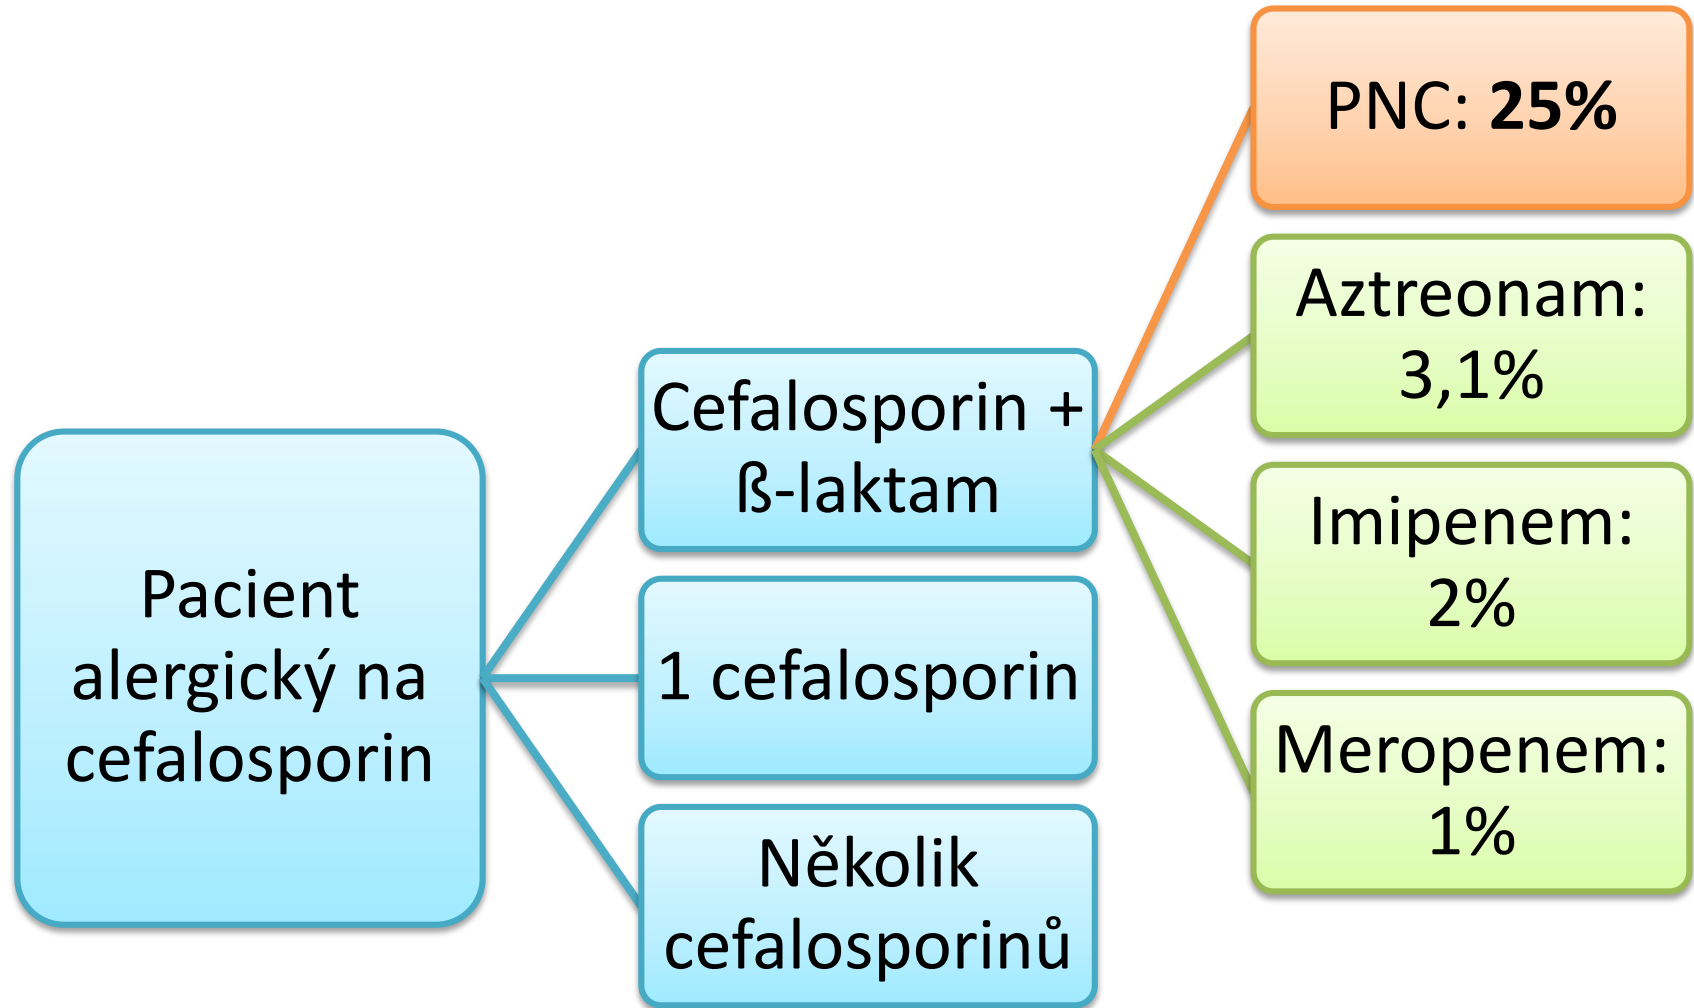 Pacient
alergický na
cefalosporin
Cefalosporin +
ß-laktam
1 cefalosporin
Několik
cefalosporinů
PNC: 25%
Aztreonam:
3,1%
Imipenem:
2%
Meropenem:
1%